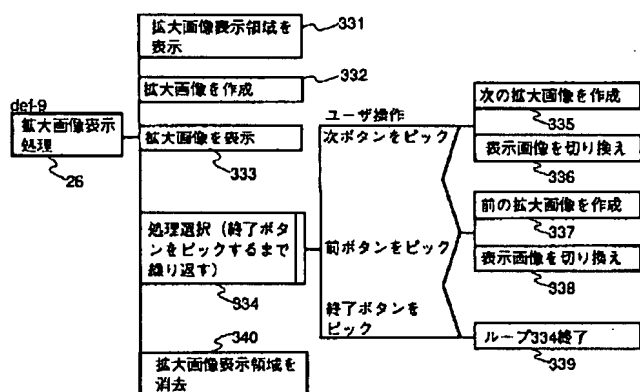 拡大画像表示領域を
表示
331
拡大画像を作成
332
def-9
拡大画像表示
処理
26
拡大画像を表示
333
処理選択（終了ボタ
ンをピックするまで
繰り返す）
334
340
拡大画像表示領域を
消去
ユーザ操作
次ボタンをピック
前ボタンをピック
終了ボタンを
ピック
次の拡大画像を作成
335
表示画像を切り換え
336
前の拡大画像を作成
337
表示画像を切り換え
338
ループ334終了
339